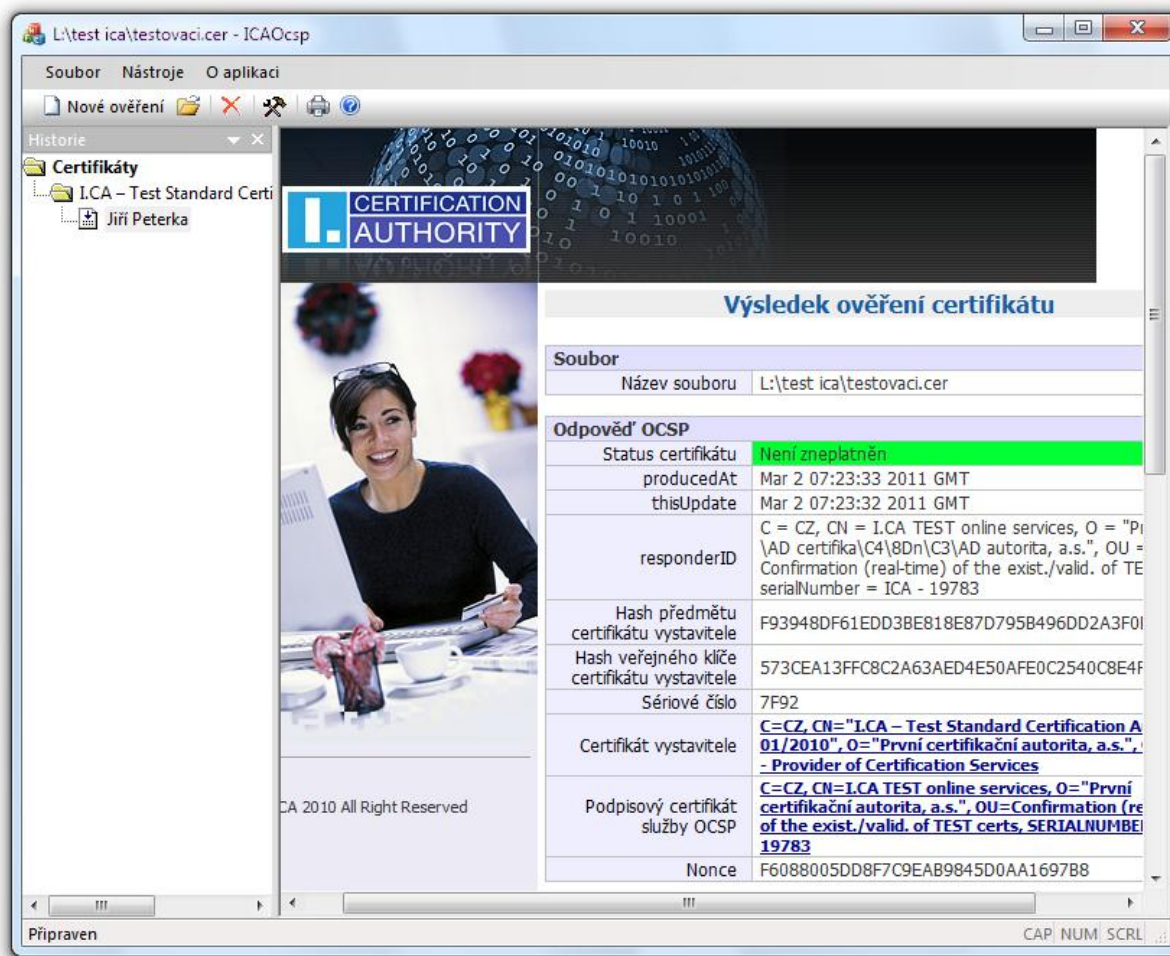 L:\test ica\testovaci.cer - ICAOcsp
Soubor Nástroje O aplikaci
Nové ověření
Historie
Certifikáty
I.CA – Test Standard Certi
Jiří Peterka
I. CERTIFICATION
AUTHORITY
Výsledek ověření certifikátu
Soubor
Název souboru L:\test ica\testovaci.cer
Odpověď OCSP
Status certifikátu Není zneplatněn
producedAt Mar 2 07:23:33 2011 GMT
thisUpdate Mar 2 07:23:32 2011 GMT
responderID
C = CZ, CN = I.CA TEST online services, O = "Pr
\AD certifika\C4\8Dn\C3\AD autorita, a.s.", OU =
Confirmation (real-time) of the exist./valid. of TE
serialNumber = ICA - 19783
Hash předmětu
certifikátu vystavitele
F93948DF61EDD3BE818E87D795B496DD2A3F0
Hash veřejného klíče
certifikátu vystavitele
573CEA13FFC8C2A63AED4E50AFE0C2540C8E4F
Sériové číslo 7F92
Certifikát vystavitele
C=CZ, CN="I.CA – Test Standard Certification A
01/2010", O="První certifikační autorita, a.s.",
- Provider of Certification Services
Podpisový certifikát
služby OCSP
C=CZ, CN=I.CA TEST online services, O="První
certifikační autorita, a.s.", OU=Confirmation (re
of the exist./valid. of TEST certs, SERIALNUMBE
19783
Nonce F6088005DD8F7C9EAB9845D0AA1697B8
CA 2010 All Right Reserved
Připraven
CAP NUM SCRL